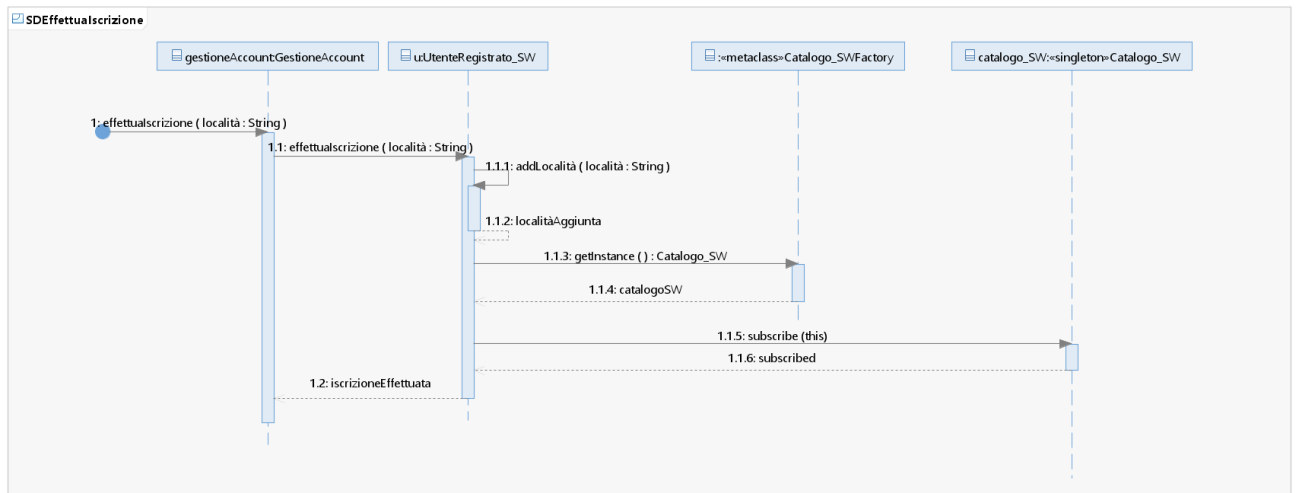 SDEffettuaIscrizione
gestioneAccount:GestioneAccount
u:UtenteRegistrato_SW
:«metaclass»Catalogo_SWFactory
catalogo_SW:«singleton»Catalogo_SW
1: effettuaIscrizione ( località : String )
1.1: effettuaIscrizione ( località : String )
1.1.1: addLocalità ( località : String )
1.1.2: localitàAggiunta
1.1.3: getInstance ( ) : Catalogo_SW
1.1.4: catalogoSW
1.1.5: subscribe (this)
1.1.6: subscribed
1.2: iscrizioneEffettuata